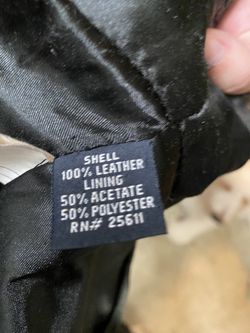 SHELL
100% LEATHER
LINING
50% ACETATE
50% POLYESTER
RN# 25611